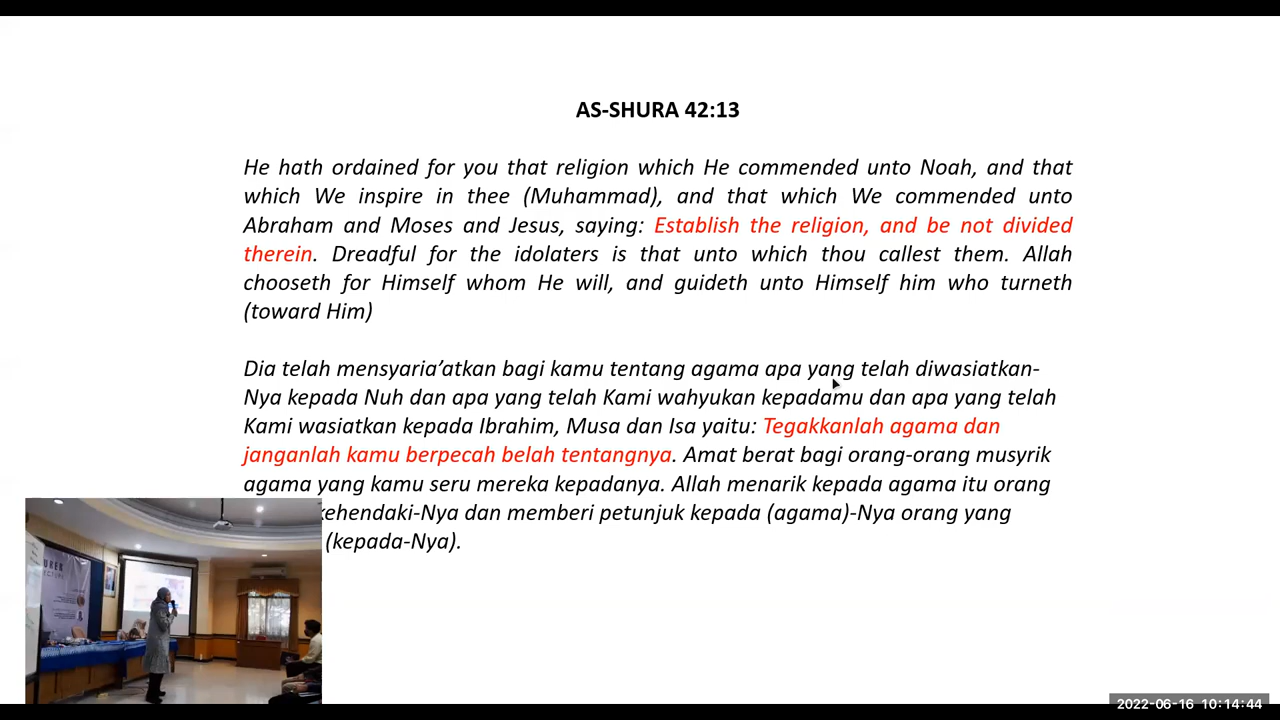 AS-SHURA 42:13
He hath ordained for you that religion which He commended unto Noah, and that
which We inspire in thee (Muhammad), and that which We commended unto
Abraham and Moses and Jesus, saying: Establish the religion, and be not divided
therein. Dreadful for the idolaters is that unto which thou callest them. Allah
chooseth for Himself whom He will, and guideth unto Himself him who turneth
(toward Him)
Dia telah mensyaria’atkan bagi kamu tentang agama apa yang telah diwasiatkan-
Nya kepada Nuh dan apa yang telah Kami wahyukan kepadamu dan apa yang telah
Kami wasiatkan kepada Ibrahim, Musa dan Isa yaitu: Tegakkanlah agama dan
janganlah kamu berpecah belah tentangnya. Amat berat bagi orang-orang musyrik
agama yang kamu seru mereka kepadanya. Allah menarik kepada agama itu orang
kehendaki-Nya dan memberi petunjuk kepada (agama)-Nya orang yang
(kepada-Nya).
2022-06-16 10:14:44